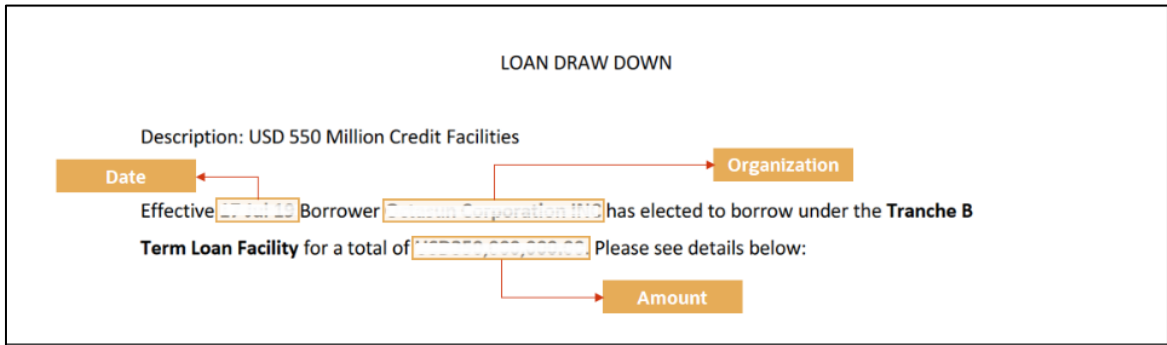 LOAN DRAW DOWN
Description: USD 550 Million Credit Facilities
Organization
Date
Effective Borrower Corporation has elected to borrow under the Tranche B
Term Loan Facility for a total of Please see details below:
Amount